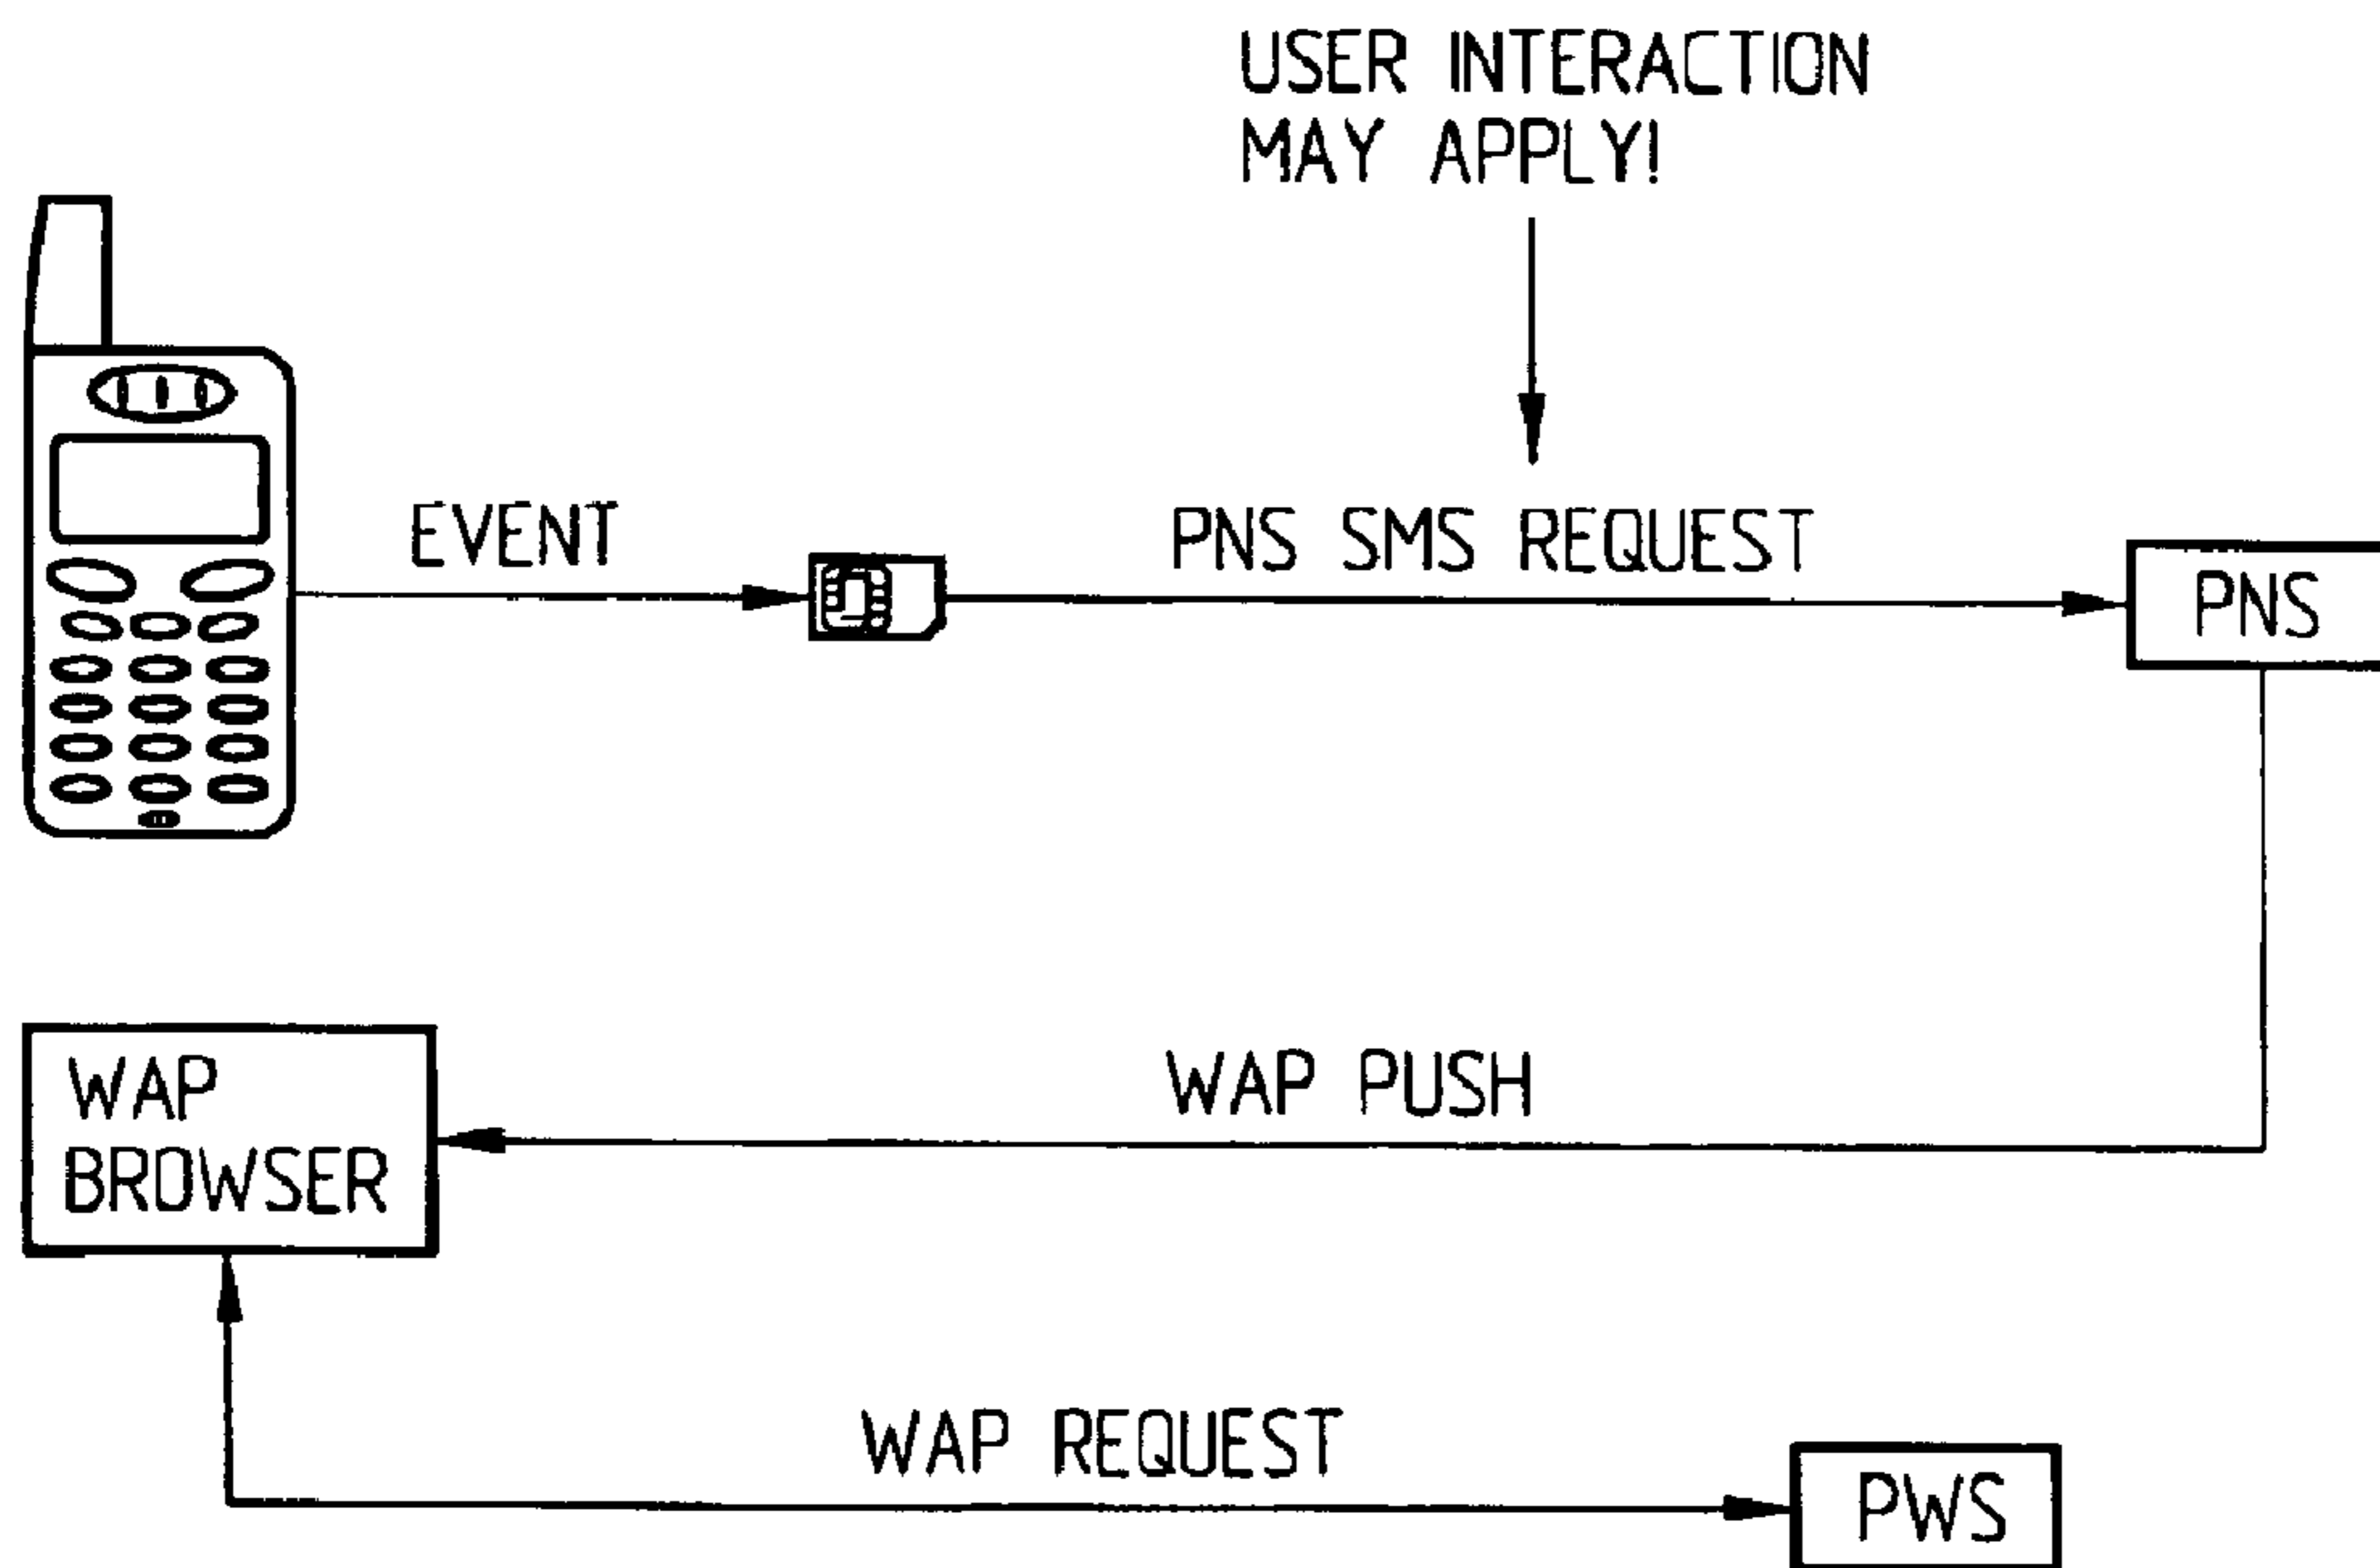 USER INTERACTION
MAY APPLY!
EVENT
PNS SMS REQUEST
PNS
WAP
BROWSER
WAP PUSH
WAP REQUEST
PWS